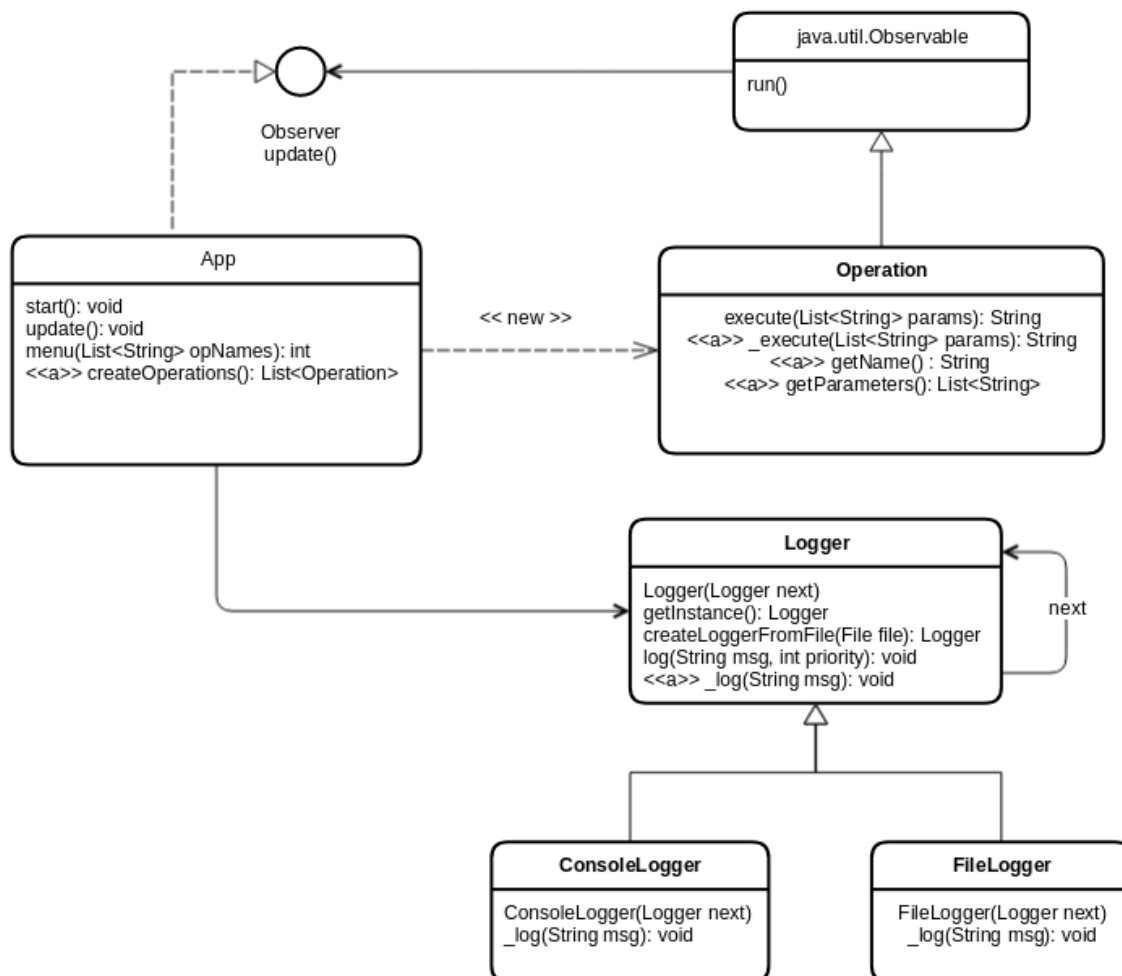 java.util.Observable
run()
Observer
update()
App
start(): void
update(): void
menu(List<String> opNames): int
<<a>> createOperations(): List<Operation>
<< new >>
Operation
execute(List<String> params): String
<<a>> _execute(List<String> params): String
<<a>> getName() : String
<<a>> getParameters(): List<String>
Logger
Logger(Logger next)
getInstance(): Logger
createLoggerFromFile(File file): Logger
log(String msg, int priority): void
<<a>> _log(String msg): void
next
ConsoleLogger
ConsoleLogger(Logger next)
_log(String msg): void
FileLogger
FileLogger(Logger next)
_log(String msg): void